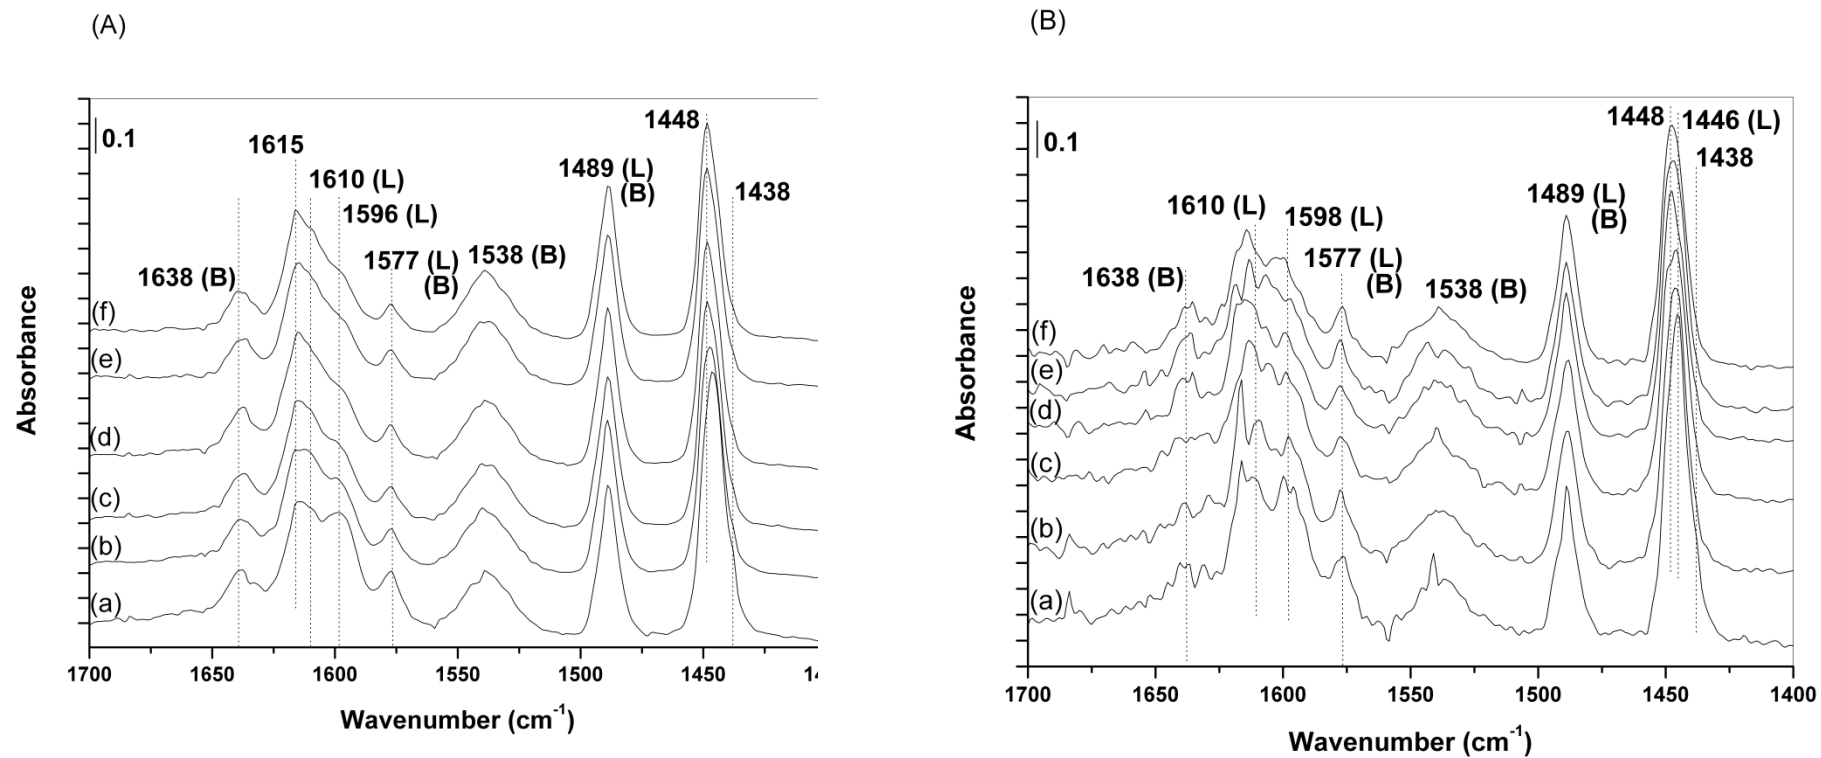 (A)
0.1
1448
1615
1489 (L)
(B)
1610 (L)
1438
1596 (L)
1577 (L)
(B)
1538 (B)
1638 (B)
(f)
(e)
(d)
(c)
(b)
(a)
Absorbance
1700
1650
1600
1550
1500
1450
Wavenumber (cm-1)
(B)
0.1
1448
1446 (L)
1438
1610 (L)
1598 (L)
1489 (L)
(B)
1577 (L)
(B)
1638 (B)
1538 (B)
(f)
(e)
(d)
(c)
(b)
(a)
Absorbance
1700
1650
1600
1550
1500
1450
1400
Wavenumber (cm-1)